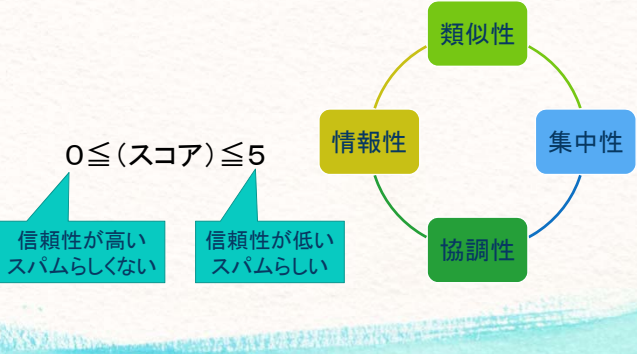 類似性
情報性
集中性
協調性
０≦（スコア）≦５
信頼性が高い
スパムらしくない
信頼性が低い
スパムらしい